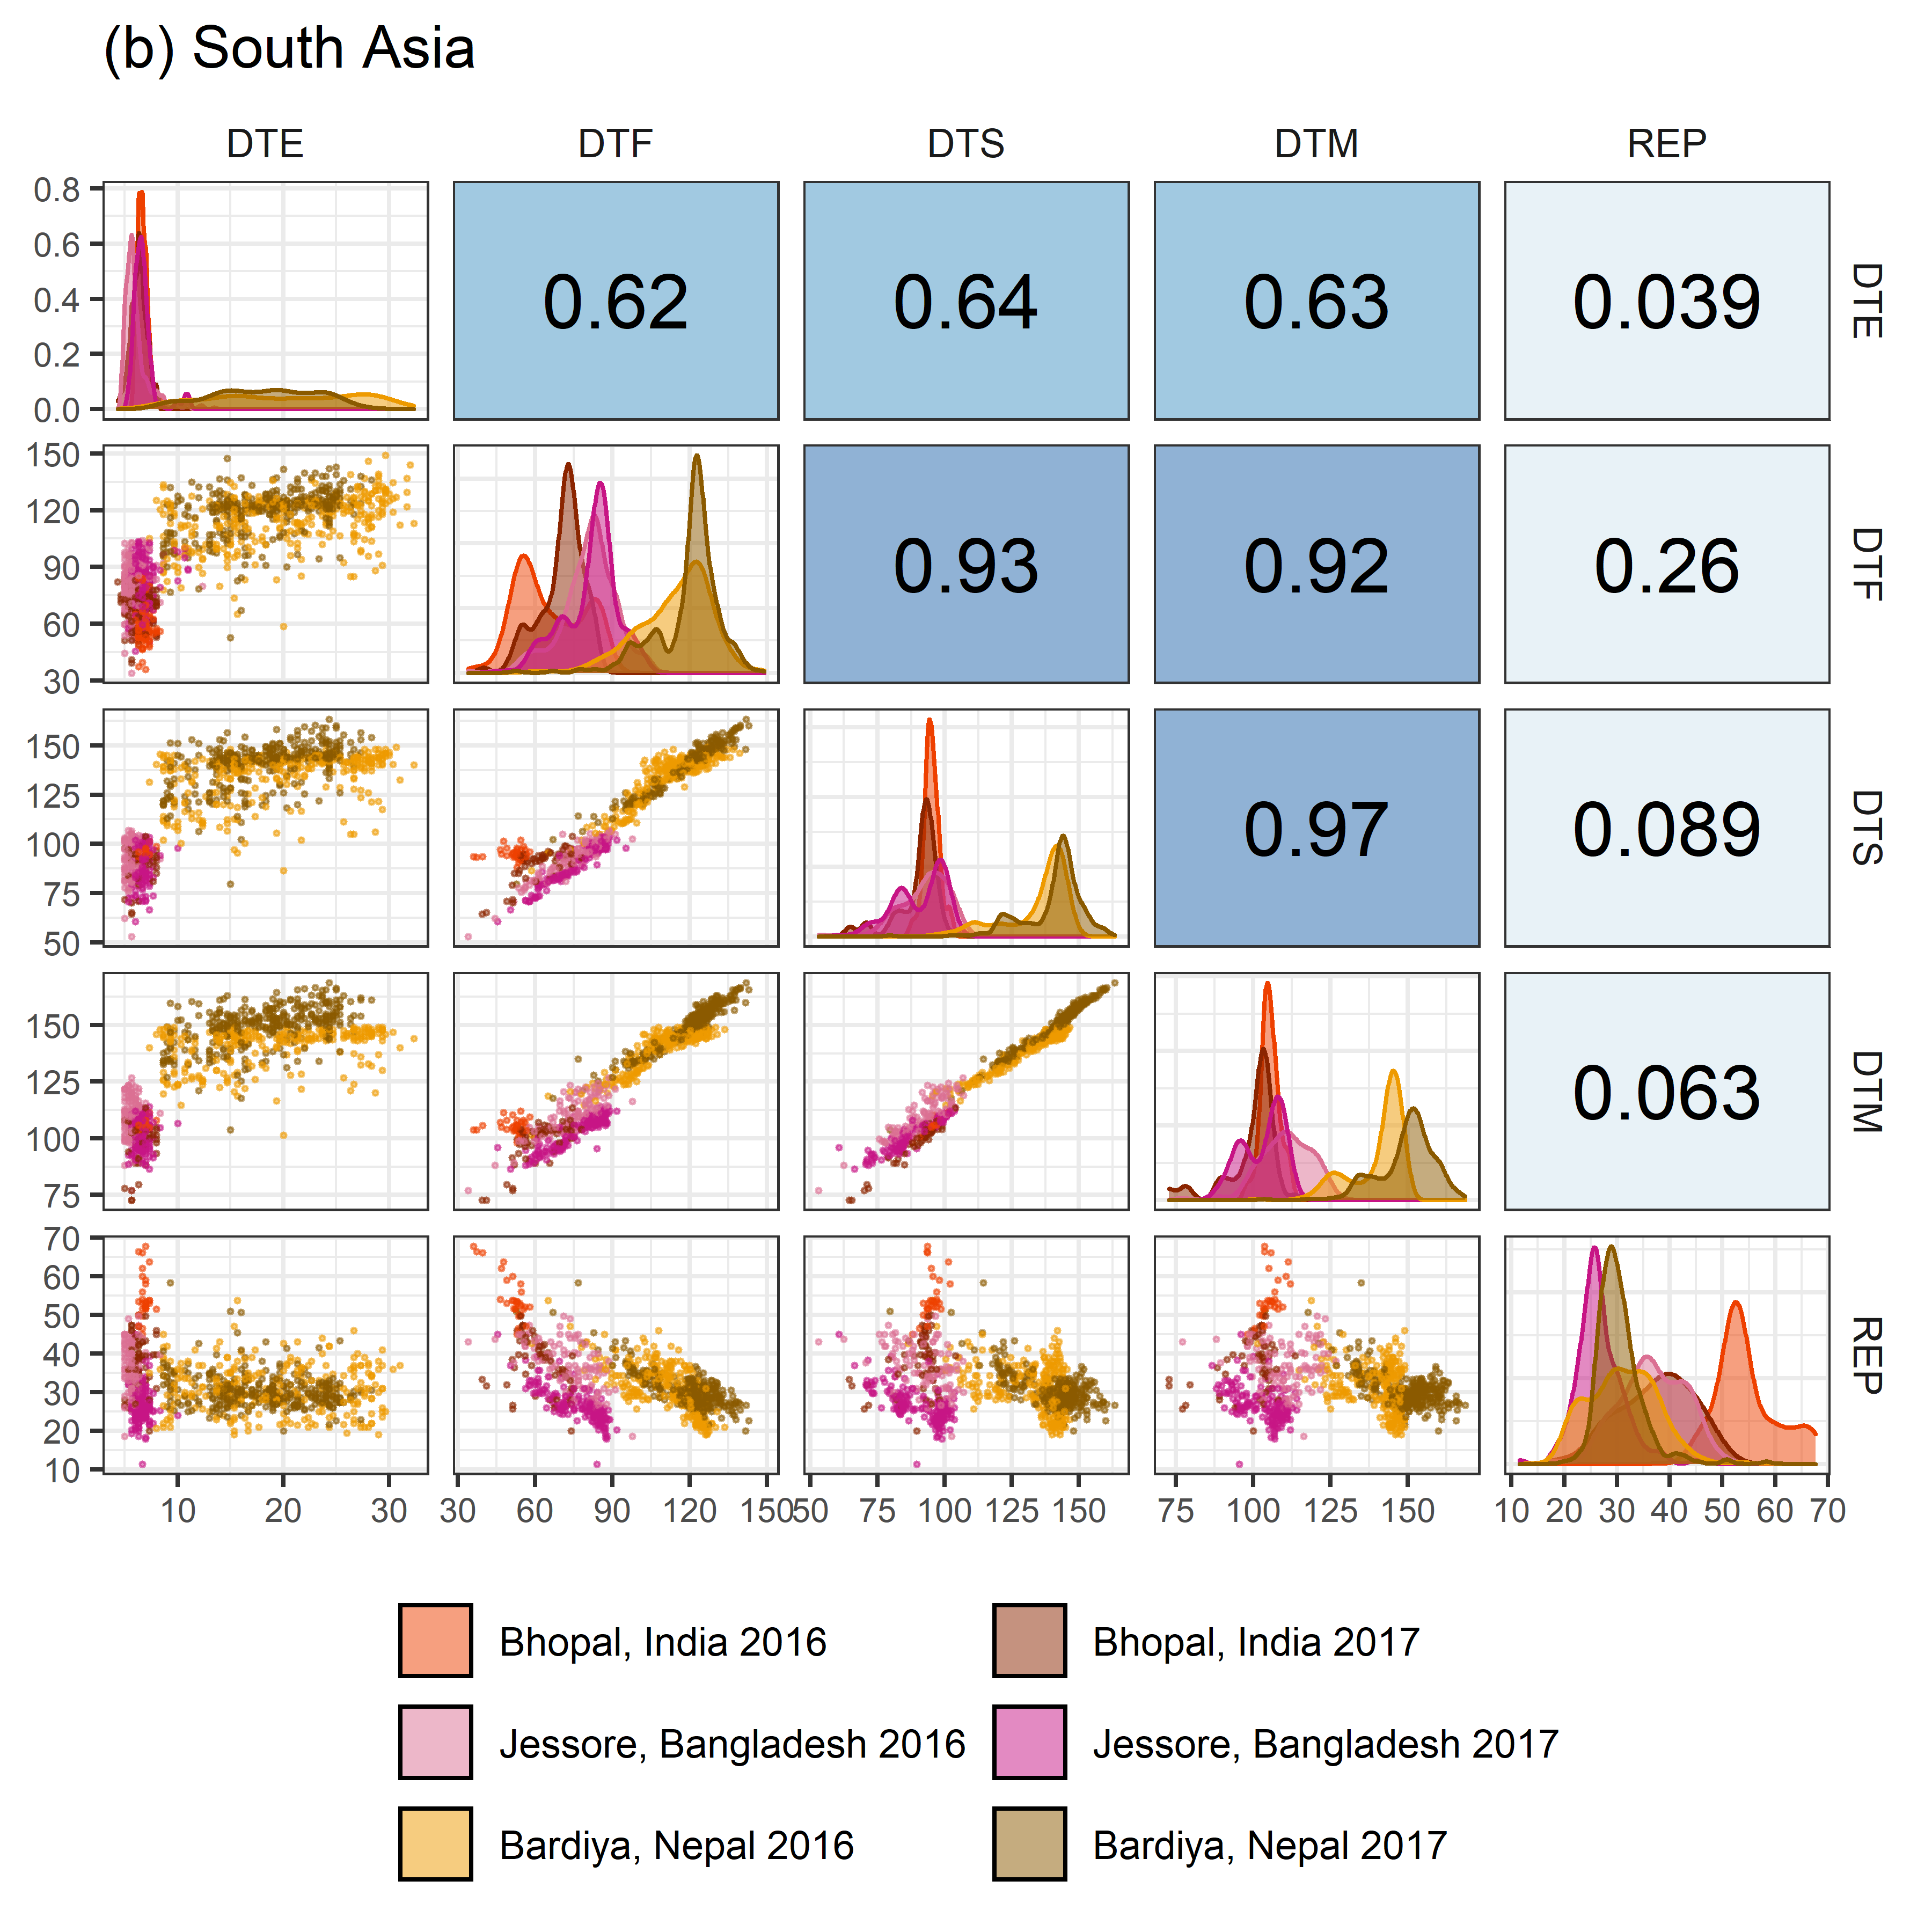 (b) South Asia
DTE DTF DTS DTM REP
0.8
0.6
0.4
0.2
0.0
0.62 0.64 0.63 0.039 DTE
150
120
90
60
30
0.93 0.92 0.26 DTF
150
125
100
75
50
0.97 0.089 DTS
150
125
100
75
0.063 DTM
70
60
50
40
30
20
10
REP
10 20 30 30 60 90 120 150 50 75 100 125 150 75 100 125 150 10 20 30 40 50 60 70
Bhopal, India 2016 Bhopal, India 2017
Jessore, Bangladesh 2016 Jessore, Bangladesh 2017
Bardiya, Nepal 2016 Bardiya, Nepal 2017